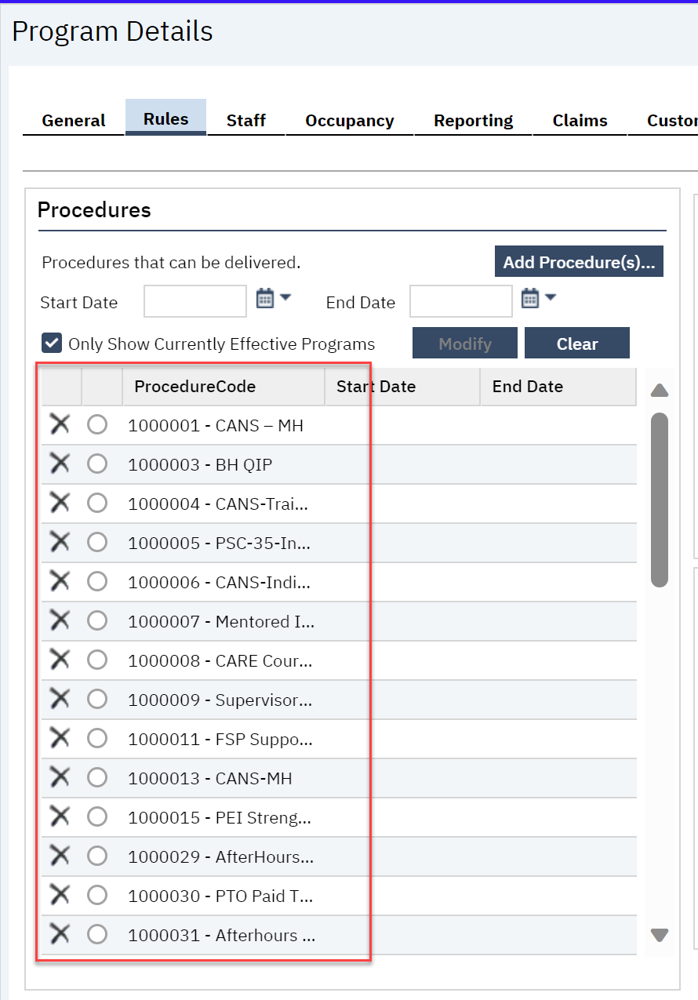 Program Details
General Rules Staff Occupancy Reporting Claims Custor
Procedures
Procedures that can be delivered. Add Procedure(s)...
Start Date End Date
Only Show Currently Effective Programs Modify Clear
ProcedureCode Start Date End Date
1000001 - CANS – MH
1000003 - BH QIP
1000004 - CANS-Trai...
1000005 - PSC-35-In...
1000006 - CANS-Indi...
1000007 - Mentored I...
1000008 - CARE Cour...
1000009 - Supervisor...
1000011 - FSP Suppo...
1000013 - CANS-MH
1000015 - PEI Streng...
1000029 - AfterHours...
1000030 - PTO Paid T...
1000031 - Afterhours ...